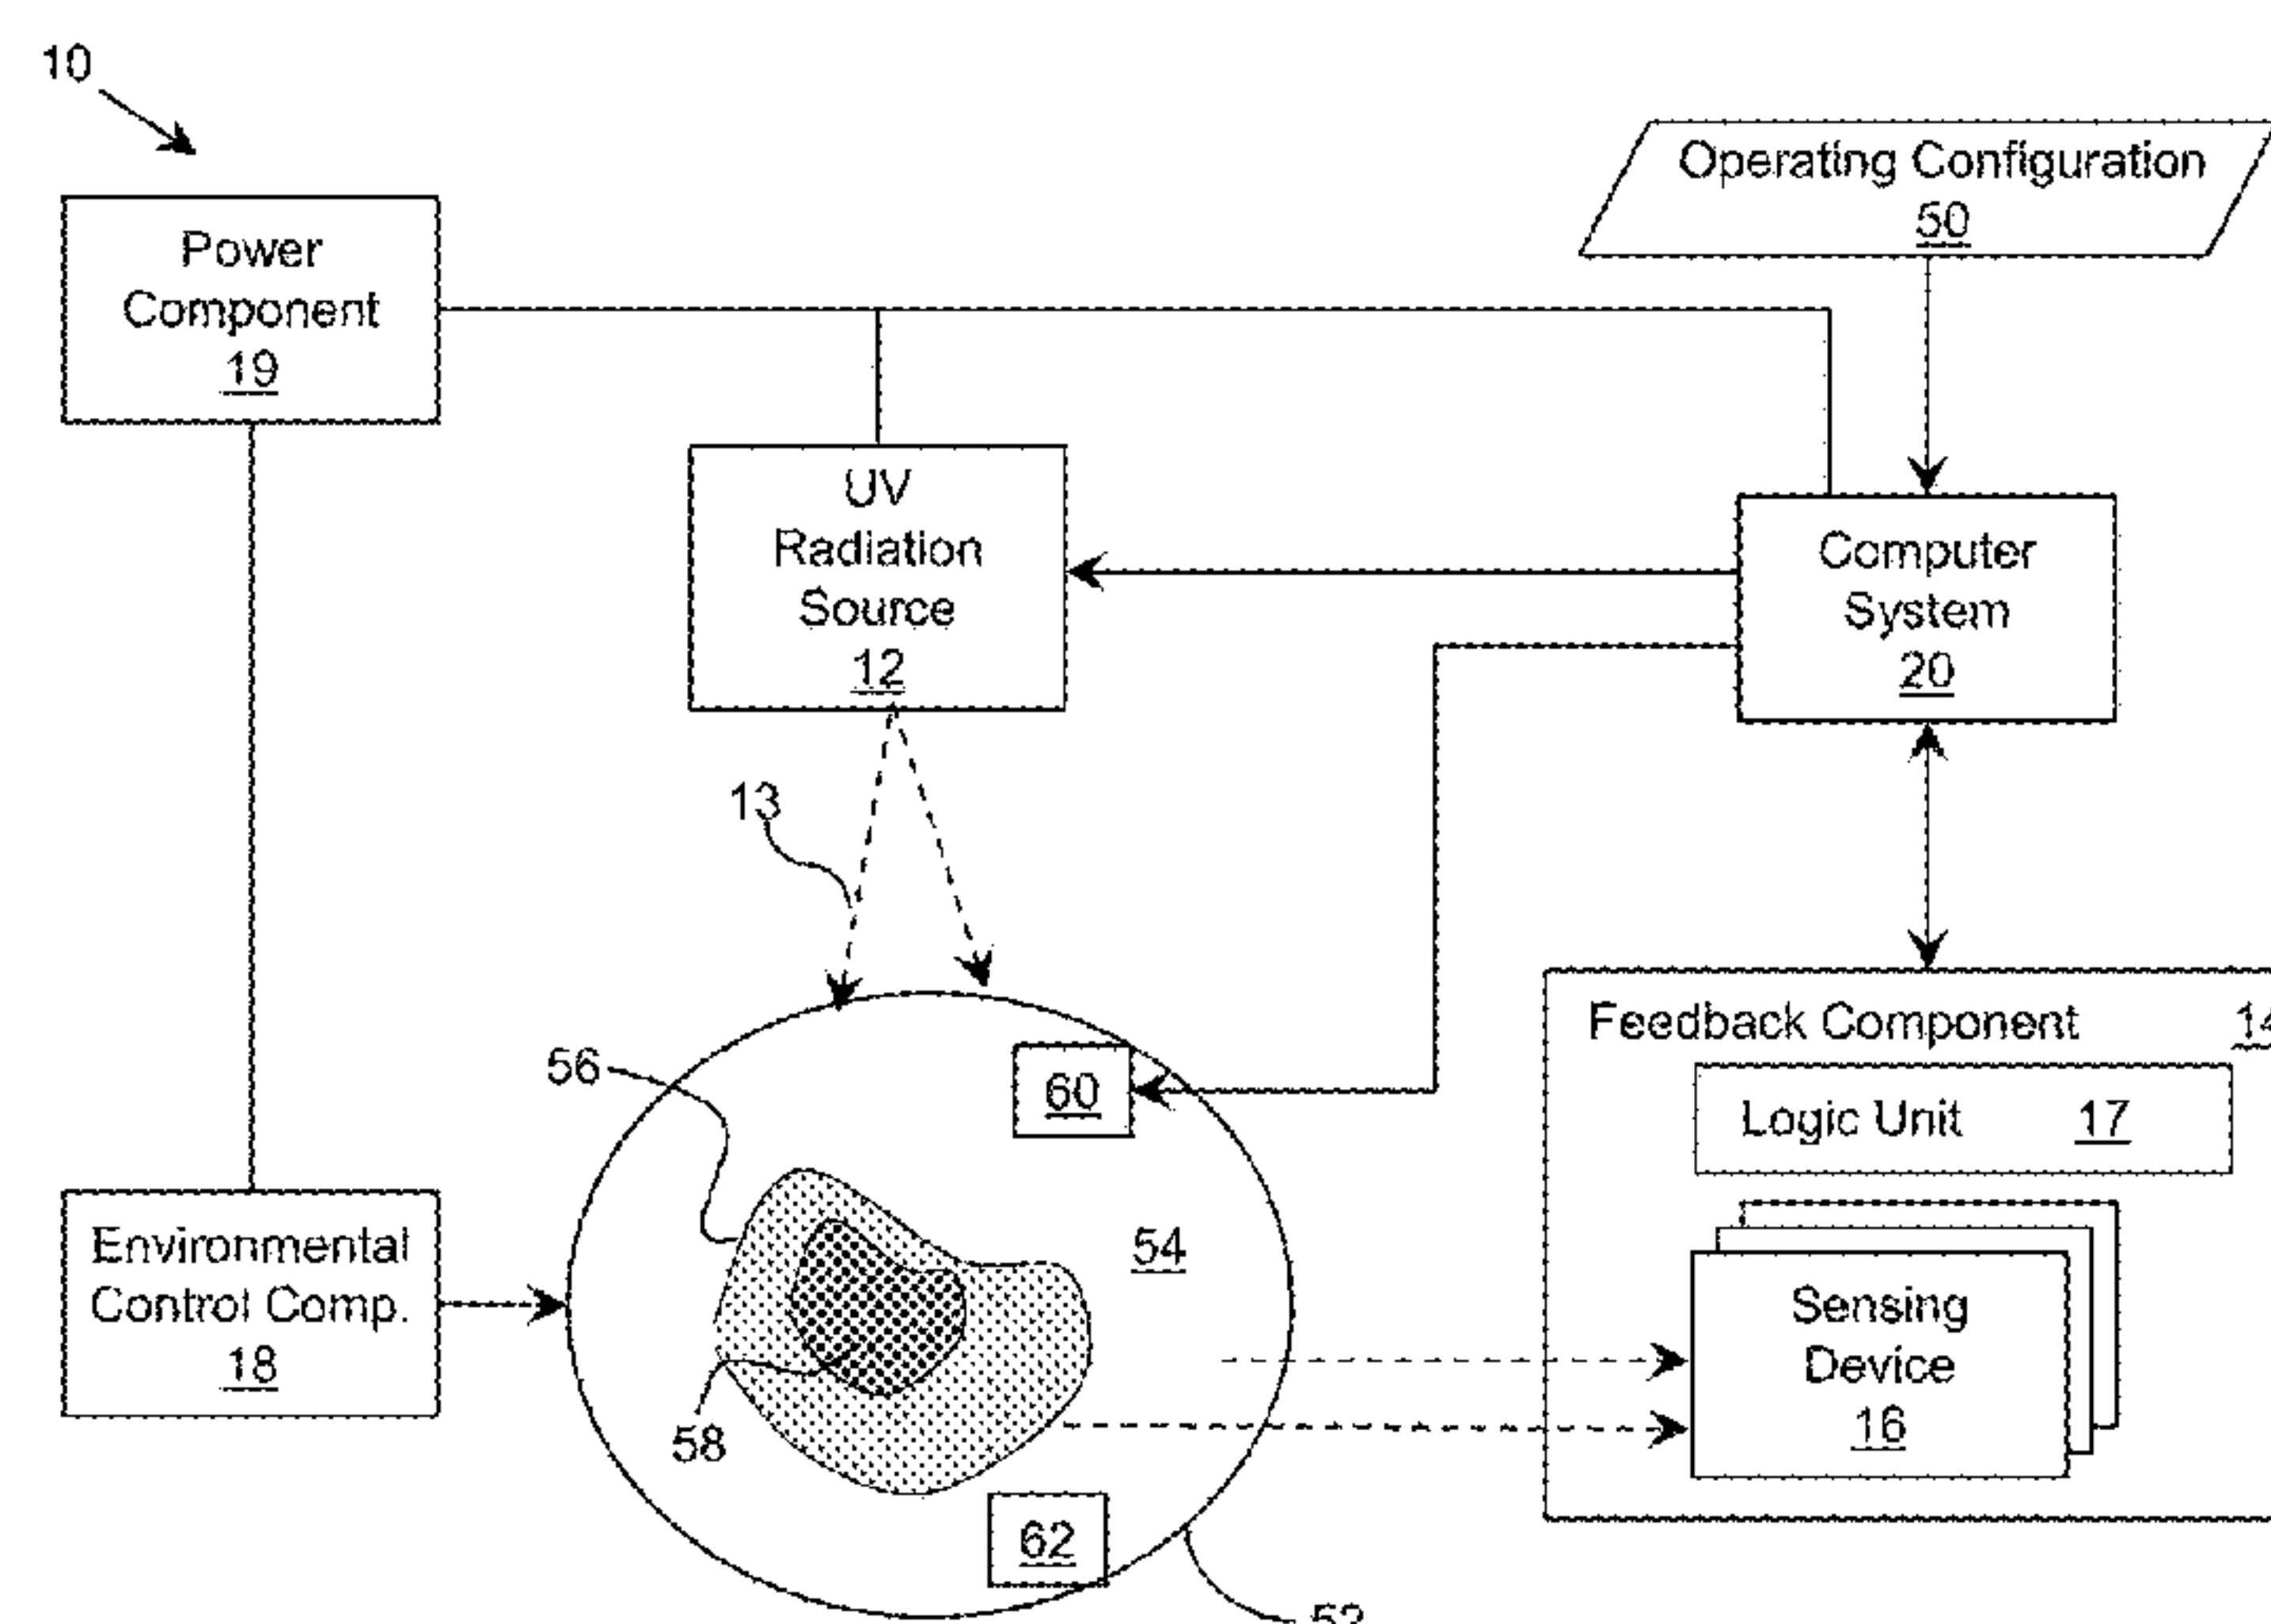 10
Operating Configuration
50
Power
Component
19
UV
Radiation
Source
12
Computer
System
20
13
Feedback Component
Logic Unit 17
56
60
54
Environmental
Control Comp.
18
Sensing
Device
16
58
62